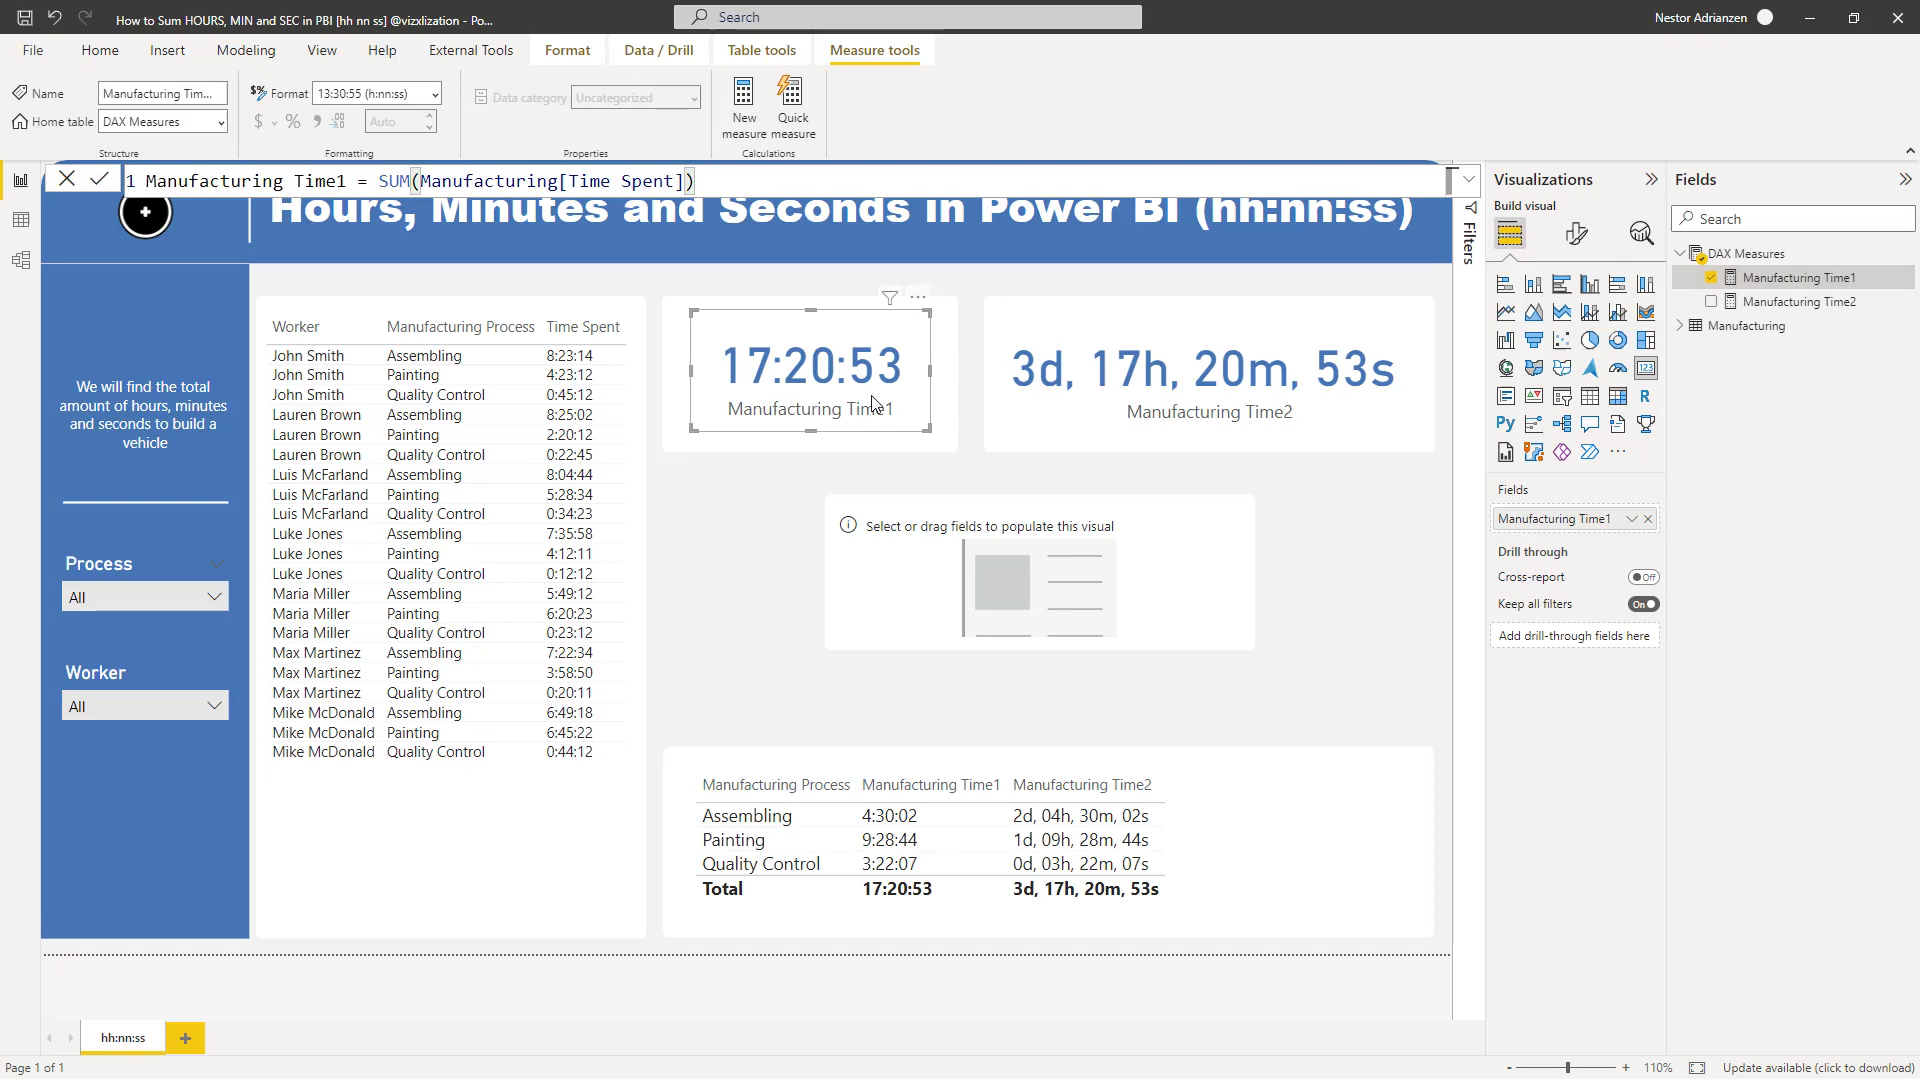 How to Sum HOURS, MIN and SEC in PBI [hh nn ss] @vizxlization - Po...
Search
Nestor Adrianzen
File
Home
Insert
Modeling
View
Help
External Tools
Format
Data / Drill
Table tools
Measure tools
Name
Manufacturing Tim...
Format
13:30:55 (h:nn:ss)
Data category
Uncategorized
Home table
DAX Measures
$
%
Auto
New measure
Quick measure
Structure
Formatting
Properties
Calculations
1 Manufacturing Time1 = SUM(Manufacturing[Time Spent])
Hours, Minutes and Seconds in Power BI (hh:nn:ss)
We will find the total
amount of hours, minutes
and seconds to build a
vehicle
Process
All
Worker
All
Worker Manufacturing Process Time Spent
John Smith Assembling 8:23:14
John Smith Painting 4:23:12
John Smith Quality Control 0:45:12
Lauren Brown Assembling 8:25:02
Lauren Brown Painting 2:20:12
Lauren Brown Quality Control 0:22:45
Luis McFarland Assembling 8:04:44
Luis McFarland Painting 5:28:34
Luis McFarland Quality Control 0:34:23
Luke Jones Assembling 7:35:58
Luke Jones Painting 4:12:11
Luke Jones Quality Control 0:12:12
Maria Miller Assembling 5:49:12
Maria Miller Painting 6:20:23
Maria Miller Quality Control 0:23:12
Max Martinez Assembling 7:22:34
Max Martinez Painting 3:58:50
Max Martinez Quality Control 0:20:11
Mike McDonald Assembling 6:49:18
Mike McDonald Painting 6:45:22
Mike McDonald Quality Control 0:44:12
17:20:53
Manufacturing Time1
3d, 17h, 20m, 53s
Manufacturing Time2
Select or drag fields to populate this visual
Manufacturing Process Manufacturing Time1 Manufacturing Time2
Assembling 4:30:02 2d, 04h, 30m, 02s
Painting 9:28:44 1d, 09h, 28m, 44s
Quality Control 3:22:07 0d, 03h, 22m, 07s
Total 17:20:53 3d, 17h, 20m, 53s
Filters
Visualizations
Build visual
123
R
Py
Fields
Manufacturing Time1
Drill through
Cross-report
Off
Keep all filters
On
Add drill-through fields here
Fields
Search
DAX Measures
Manufacturing Time1
Manufacturing Time2
Manufacturing
hh:nn:ss
Page 1 of 1
110%
Update available (click to download)